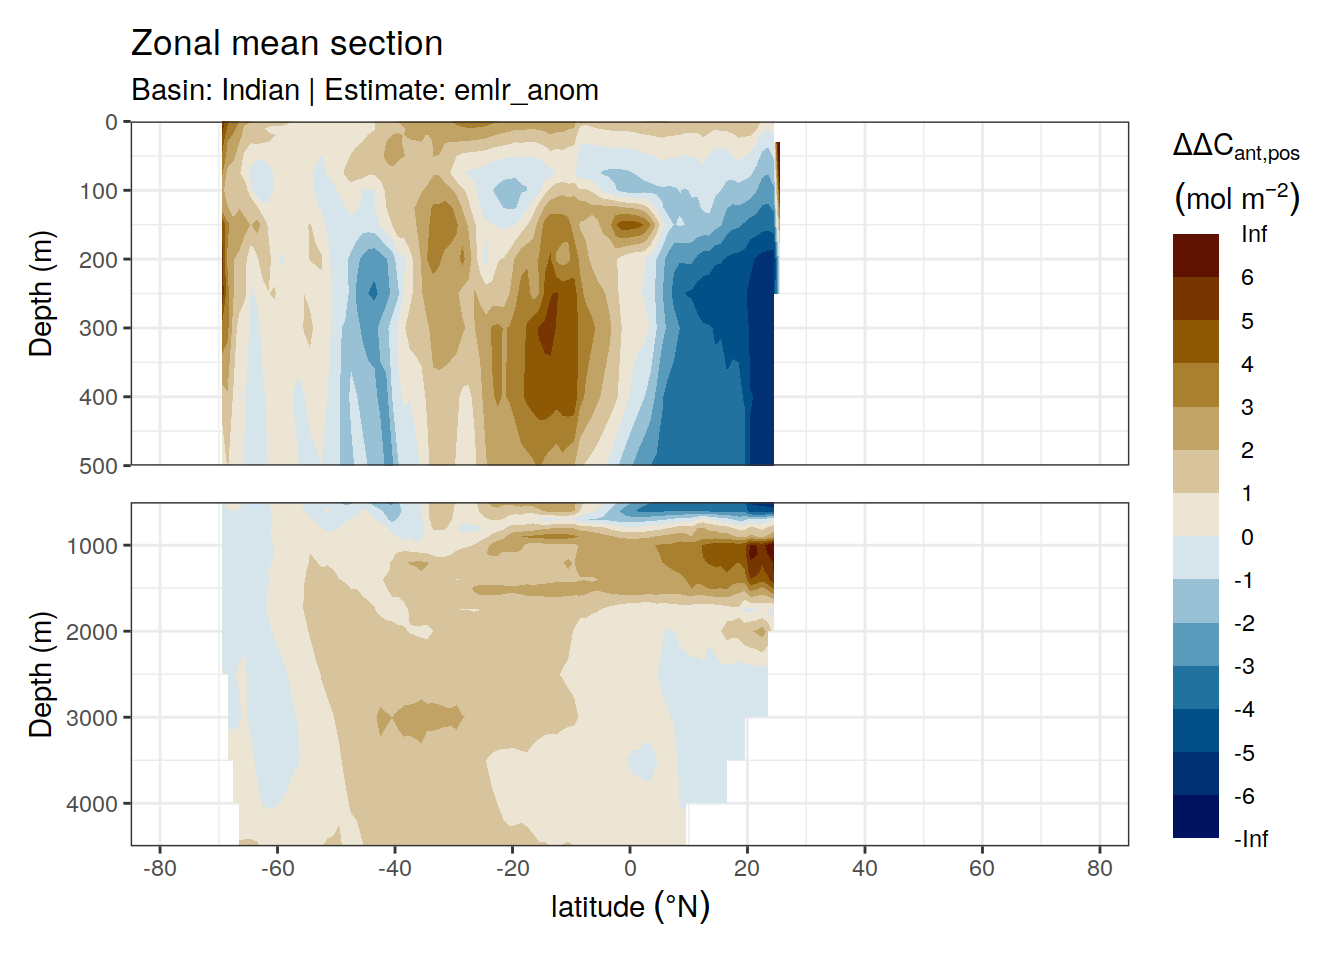 Zonal mean section
Basin: Indian | Estimate: emlr_anom
ΔΔC_ant,pos
(mol m⁻²)
Inf
6
5
4
3
2
1
0
-1
-2
-3
-4
-5
-6
-Inf
Depth (m)
0
100
200
300
400
500
Depth (m)
1000
2000
3000
4000
-80 -60 -40 -20 0 20 40 60 80
latitude (°N)